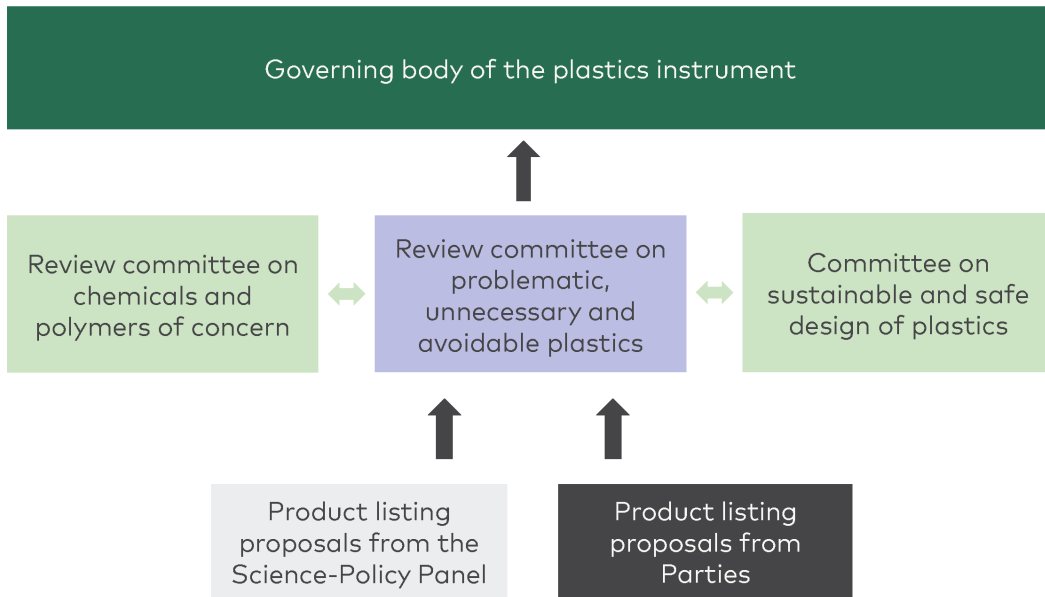 Governing body of the plastics instrument
Review committee on
chemicals and
polymers of concern
Review committee on
problematic,
unnecessary and
avoidable plastics
Committee on
sustainable and safe
design of plastics
Product listing
proposals from the
Science-Policy Panel
Product listing
proposals from
Parties